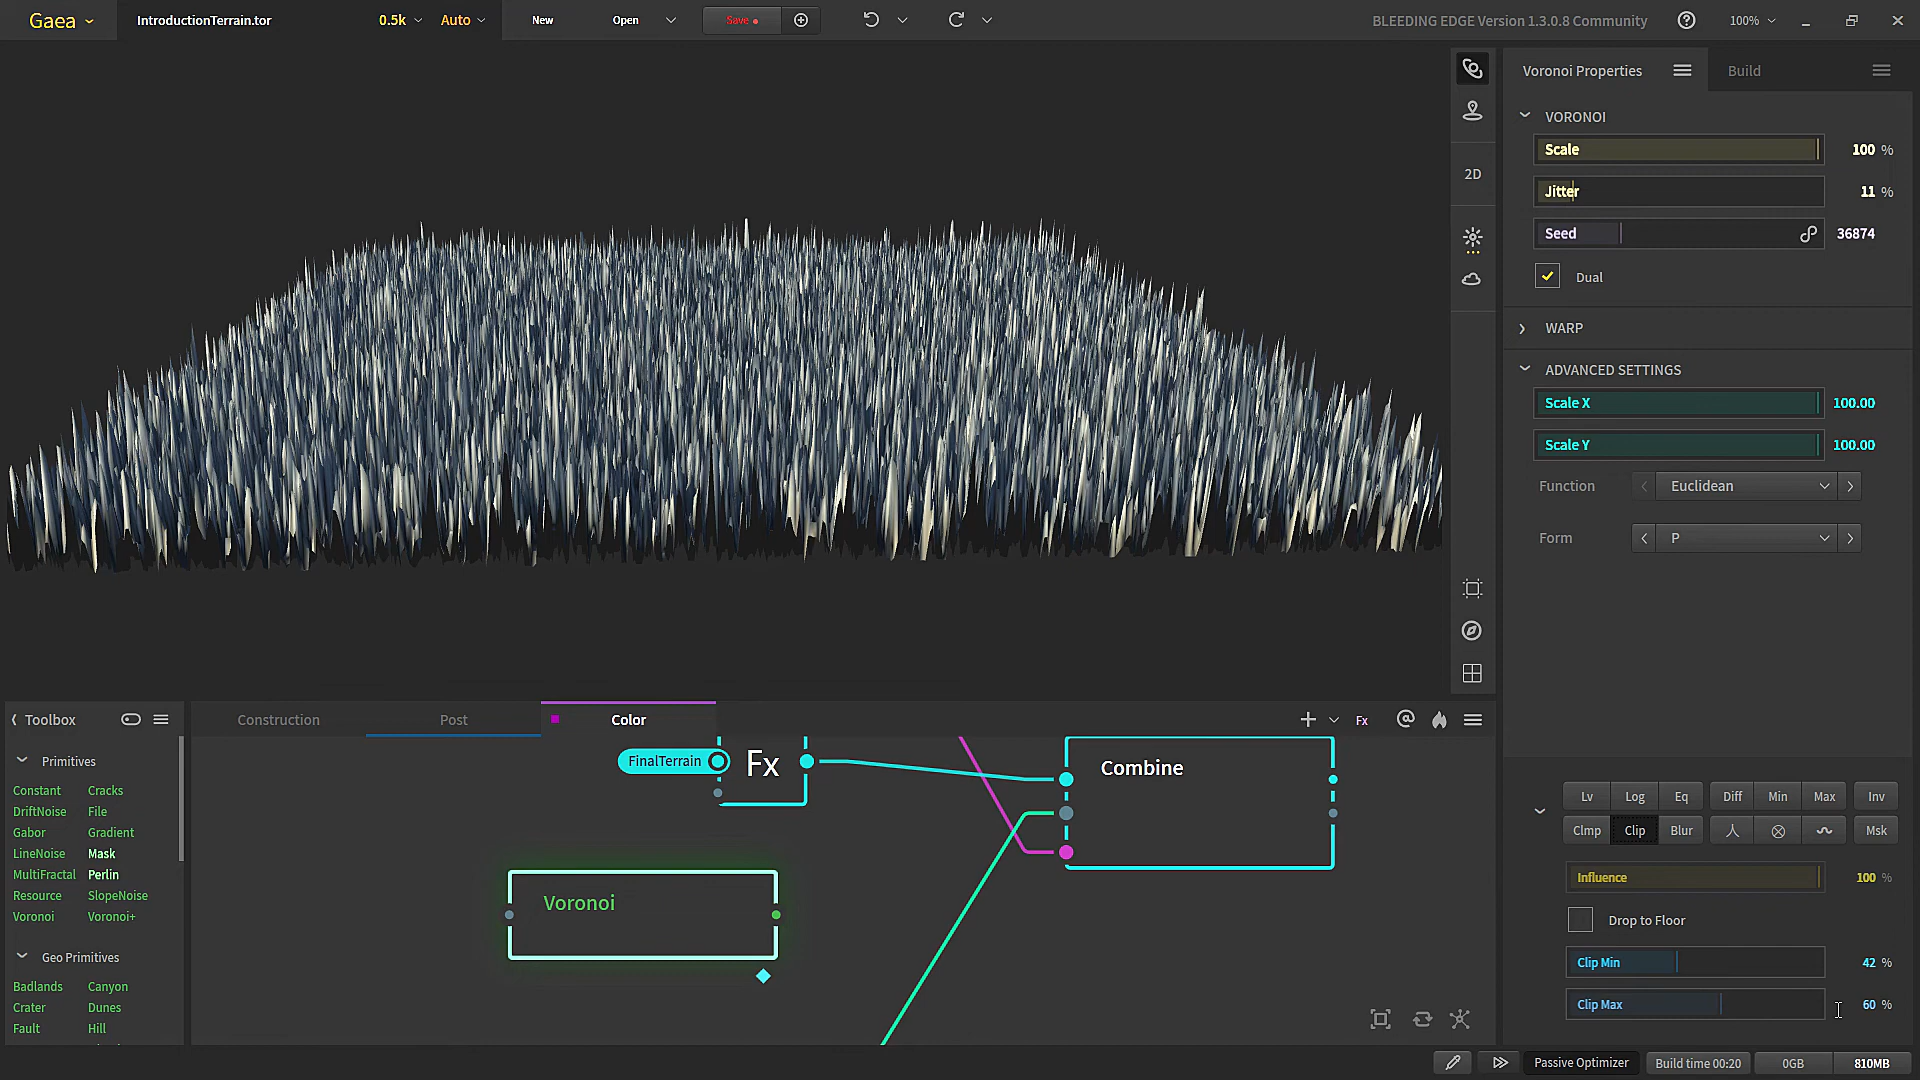 Gaea
IntroductionTerrain.tor
0.5k
Auto
New
Open
Save
BLEEDING EDGE Version 1.3.0.8 Community
100%
Voronoi Properties
Build
VORONOI
Scale 100 %
Jitter 11 %
Seed 36874
Dual
2D
WARP
ADVANCED SETTINGS
Scale X 100.00
Scale Y 100.00
Function Euclidean
Form P
Toolbox
Construction
Post
Color
Fx
Primitives
Constant Cracks
DriftNoise File
Gabor Gradient
LineNoise Mask
MultiFractal Perlin
Resource SlopeNoise
Voronoi Voronoi+
Geo Primitives
Badlands Canyon
Crater Dunes
Fault Hill
FinalTerrain
Fx
Combine
Voronoi
Lv Log Eq Diff Min Max Inv
Clmp Clip Blur Msk
Influence 100 %
Drop to Floor
Clip Min 42 %
Clip Max 60 %
Passive Optimizer
Build time 00:20
0GB
810MB